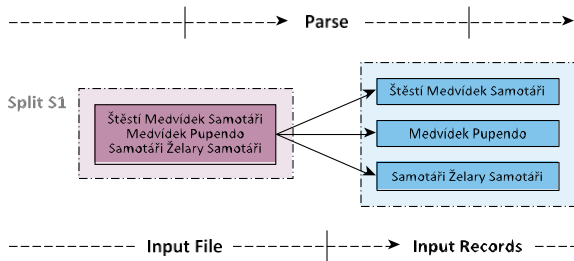 Parse
Split S1
Štěstí Medvídek Samotáři
Medvídek Pupendo
Samotáři Želary Samotáři
Štěstí Medvídek Samotáři
Medvídek Pupendo
Samotáři Želary Samotáři
Input File
Input Records